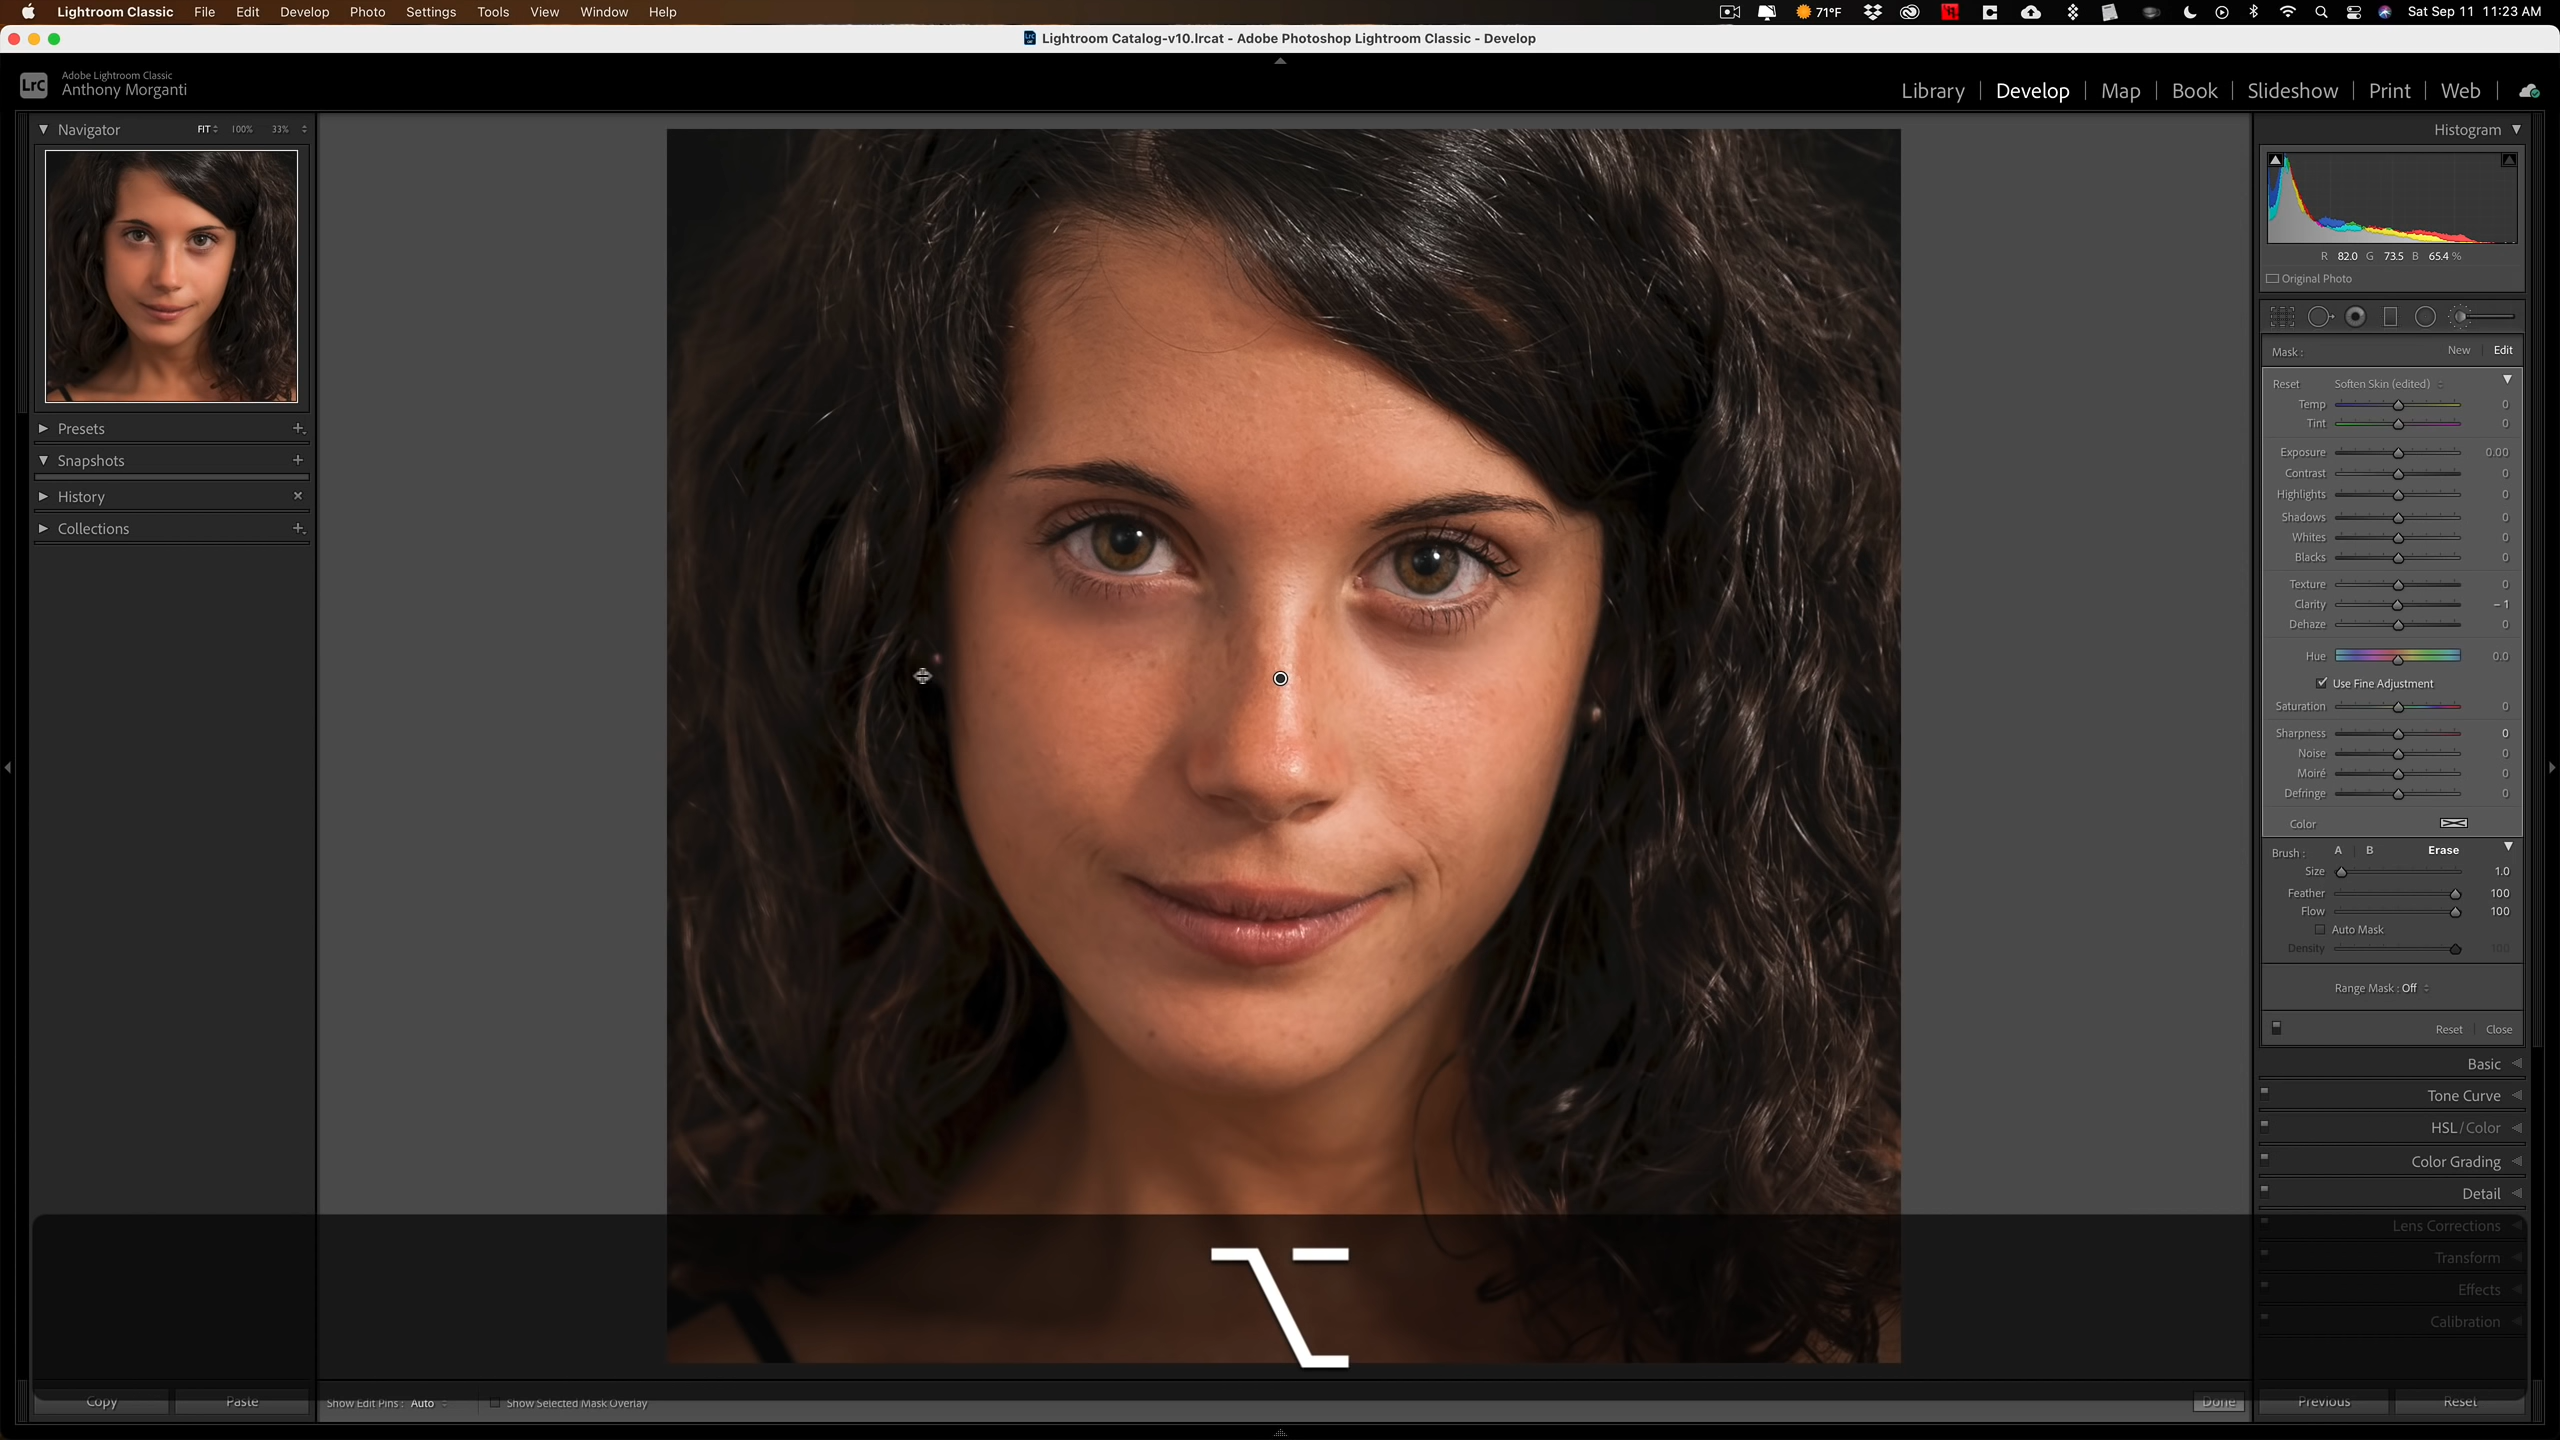 Lightroom Classic File Edit Develop Photo Settings Tools View Window Help 71°F Sat Sep 11 11:23 AM
Lightroom Catalog-v10.lrcat - Adobe Photoshop Lightroom Classic - Develop
LrC Adobe Lightroom Classic
Anthony Morganti
Library | Develop | Map | Book | Slideshow | Print | Web |
Navigator FIT 100% 33%
Presets
Snapshots
History
Collections
Copy Paste
Show Edit Pins : Auto Show Selected Mask Overlay Done
Histogram
R 82.0 G 73.5 B 65.4 %
Original Photo
Mask : New Edit
Reset Soften Skin (edited)
Temp 0
Tint 0
Exposure 0.00
Contrast 0
Highlights 0
Shadows 0
Whites 0
Blacks 0
Texture 0
Clarity – 1
Dehaze 0
Hue 0.0
Use Fine Adjustment
Saturation 0
Sharpness 0
Noise 0
Moiré 0
Defringe 0
Color
Brush : A B Erase
Size 1.0
Feather 100
Flow 100
Auto Mask
Density 100
Range Mask : Off
Reset Close
Basic
Tone Curve
HSL / Color
Color Grading
Detail
Lens Corrections
Transform
Effects
Calibration
Previous Reset